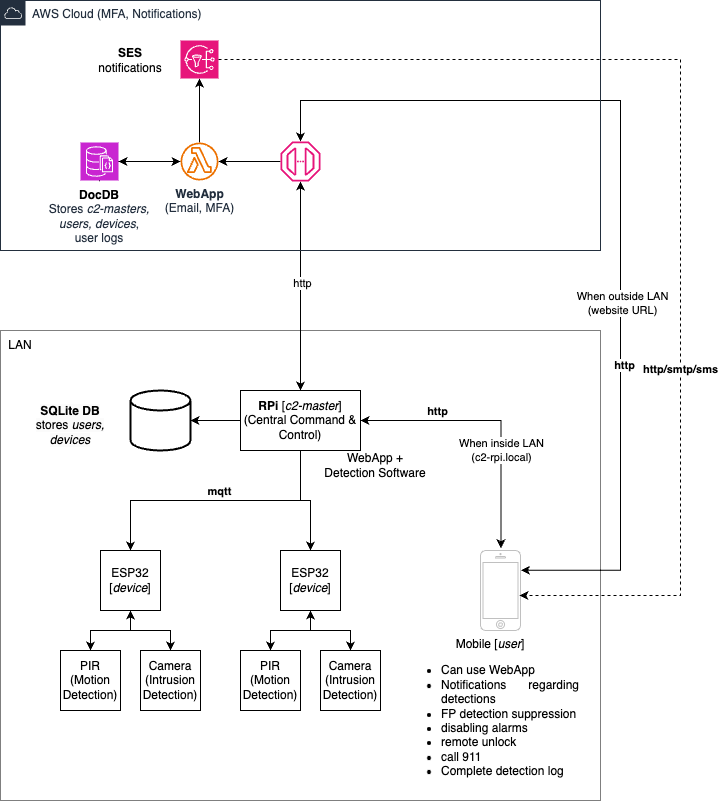 AWS Cloud (MFA, Notifications)
SES
notifications
DocDB
Stores c2-masters,
users, devices,
user logs
WebApp
(Email, MFA)
http
When outside LAN
(website URL)
http
http/smtp/sms
LAN
SQLite DB
stores users,
devices
RPi [c2-master]
(Central Command &
Control)
WebApp +
Detection Software
http
When inside LAN
(c2-rpi.local)
mqtt
ESP32
[device]
ESP32
[device]
PIR
(Motion
Detection)
Camera
(Intrusion
Detection)
PIR
(Motion
Detection)
Camera
(Intrusion
Detection)
Mobile [user]
• Can use WebApp
• Notifications regarding
detections
• FP detection suppression
• disabling alarms
• remote unlock
• call 911
• Complete detection log